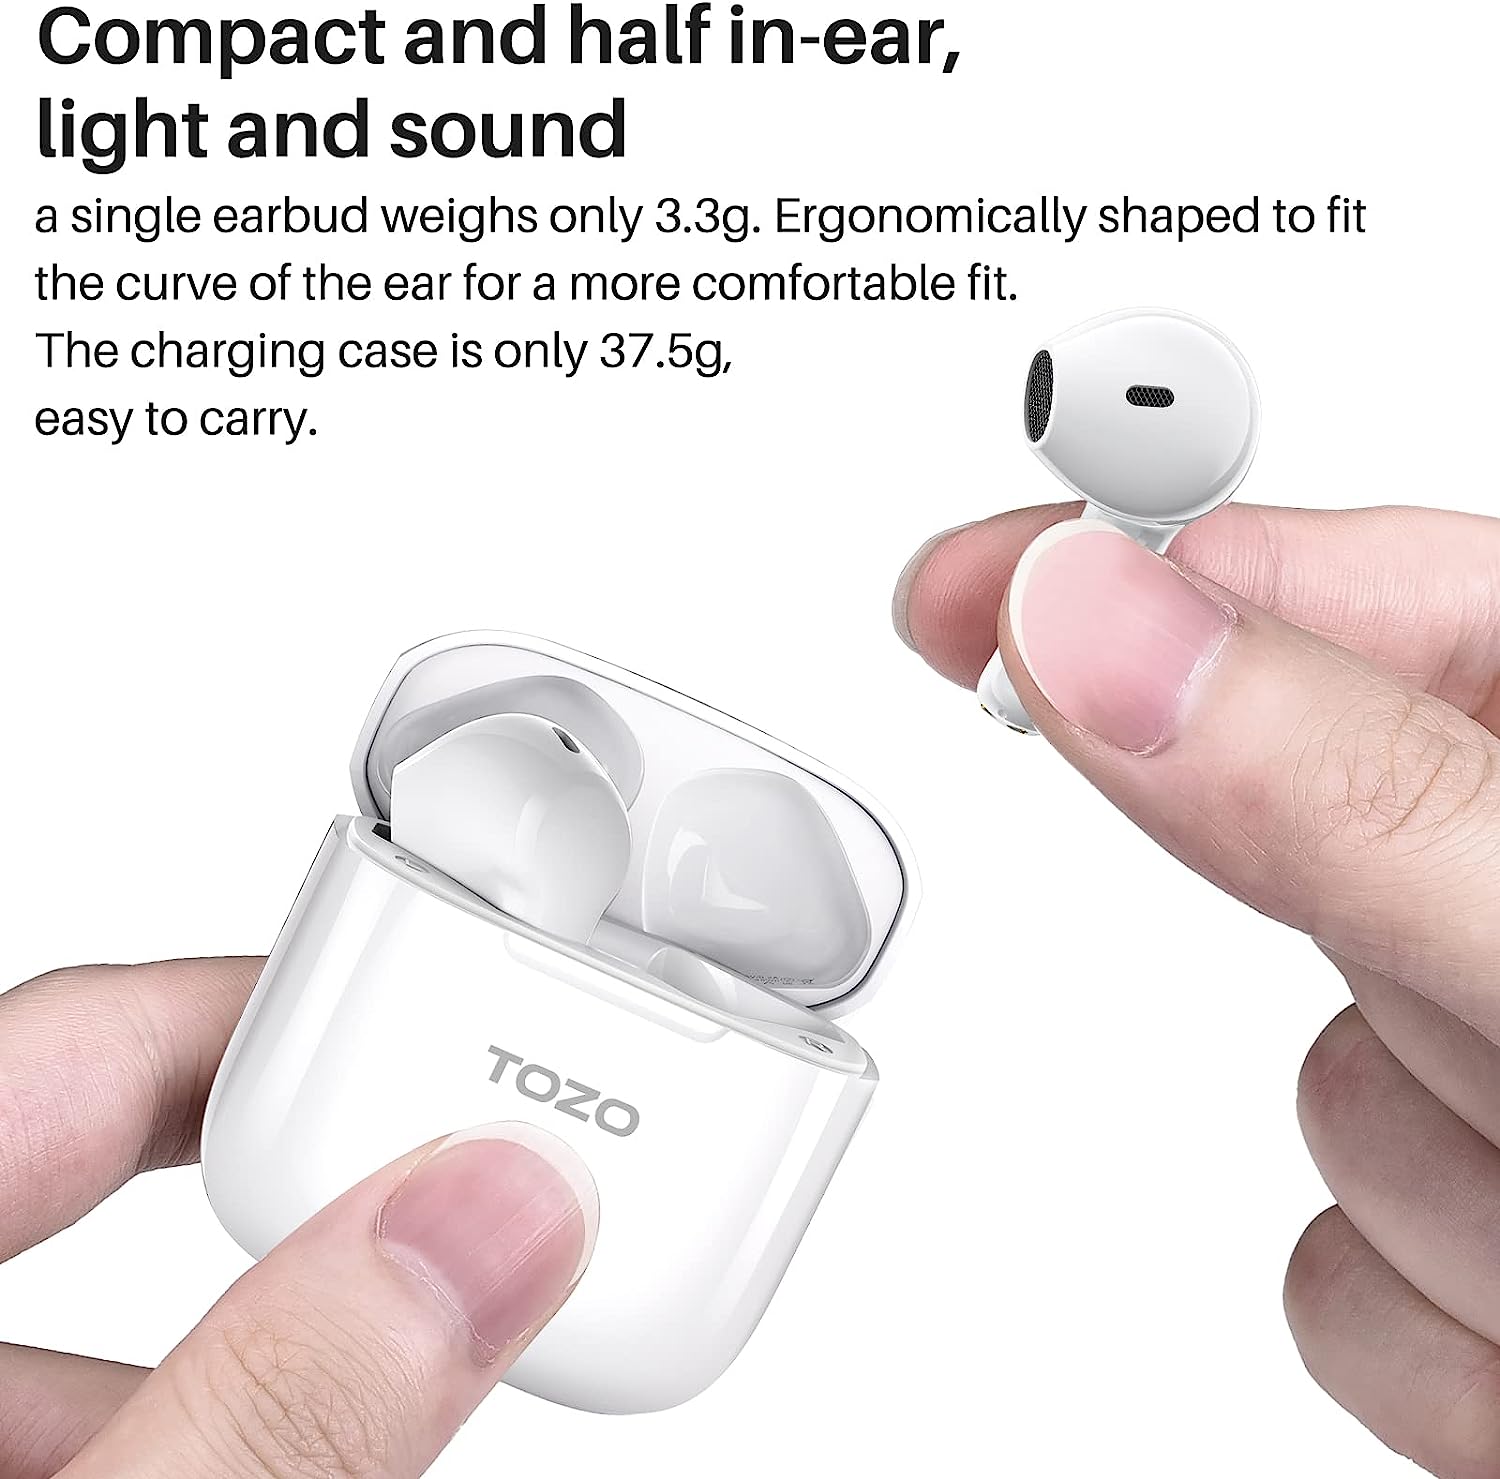 Compact and half in-ear,
light and sound
a single earbud weighs only 3.3g. Ergonomically shaped to fit
the curve of the ear for a more comfortable fit.
The charging case is only 37.5g,
easy to carry.
TOZO